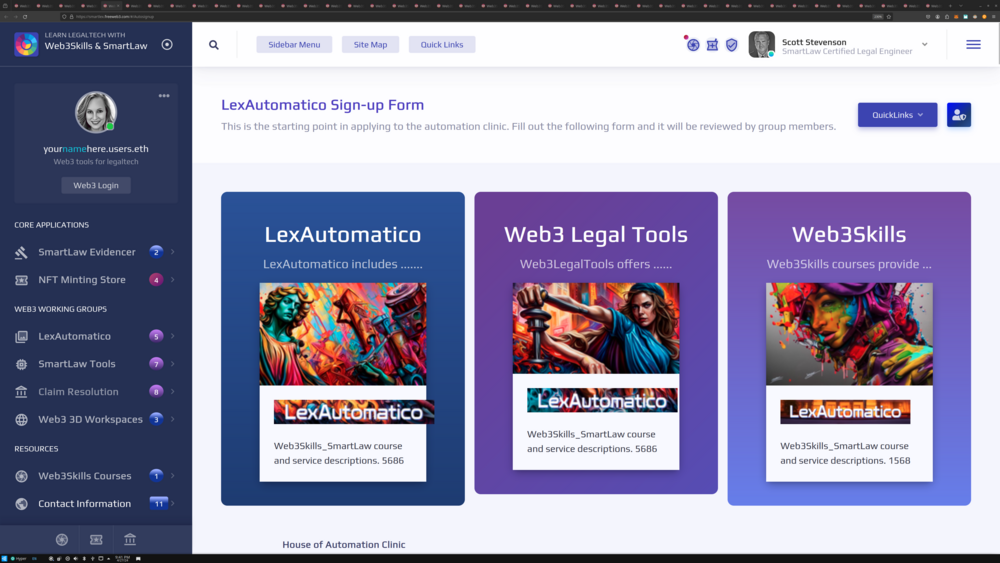 LEARN LEGALTECH WITH
Web3Skills & SmartLaw
Sidebar Menu
Site Map
Quick Links
Scott Stevenson
SmartLaw Certified Legal Engineer
yournamehere.users.eth
Web3 tools for legaltech
Web3 Login
CORE APPLICATIONS
SmartLaw Evidencer 2
NFT Minting Store 4
WEB3 WORKING GROUPS
LexAutomatico 5
SmartLaw Tools 7
Claim Resolution 8
Web3 3D Workspaces 3
RESOURCES
Web3Skills Courses 1
Contact Information 11
LexAutomatico Sign-up Form
This is the starting point in applying to the automation clinic. Fill out the following form and it will be reviewed by group members.
QuickLinks
LexAutomatico
LexAutomatico includes .......
LexAutomatico
Web3Skills_SmartLaw course
and service descriptions. 5686
Web3 Legal Tools
Web3LegalTools offers ......
LexAutomatico
Web3Skills_SmartLaw course
and service descriptions. 5686
Web3Skills
Web3Skills courses provide ...
LexAutomatico
Web3Skills_SmartLaw course
and service descriptions. 1568
House of Automation Clinic